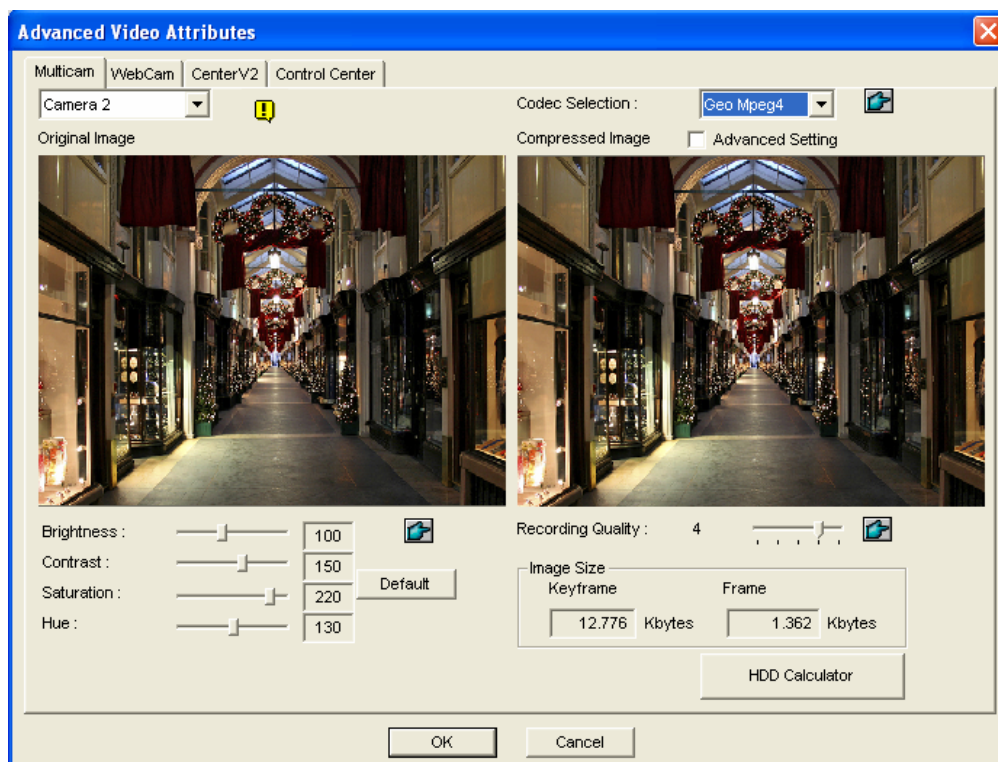 Advanced Video Attributes
Multicam WebCam CenterV2 Control Center
Camera 2
Codec Selection : Geo Mpeg4
Original Image
Compressed Image Advanced Setting
Brightness : 100
Contrast : 150
Saturation : 220
Hue : 130
Default
Recording Quality : 4
Image Size
Keyframe Frame
12.776 Kbytes 1.362 Kbytes
HDD Calculator
OK Cancel